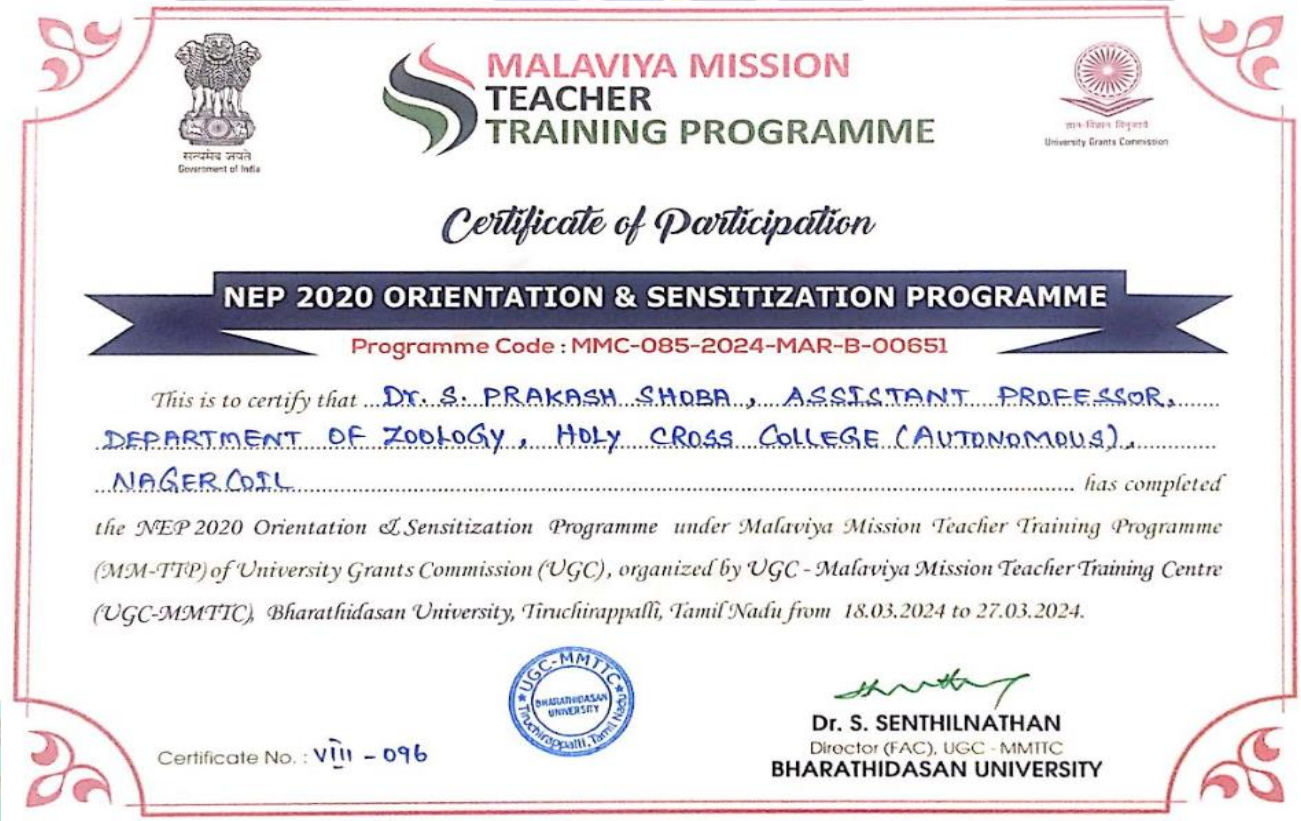 सत्यमेव जयते
Government of India
MALAVIYA MISSION
TEACHER
TRAINING PROGRAMME
ज्ञान-विज्ञान विमुक्तये
University Grants Commission
Certificate of Participation
NEP 2020 ORIENTATION & SENSITIZATION PROGRAMME
Programme Code : MMC-085-2024-MAR-B-00651
This is to certify that Dr. S. PRAKASH SHOBA, ASSISTANT PROFESSOR,
DEPARTMENT OF ZOOLOGY, HOLY CROSS COLLEGE (AUTONOMOUS),
NAGERCOIL has completed
the NEP 2020 Orientation & Sensitization Programme under Malaviya Mission Teacher Training Programme
(MM-TTP) of University Grants Commission (UGC), organized by UGC - Malaviya Mission Teacher Training Centre
(UGC-MMTTC), Bharathidasan University, Tiruchirappalli, Tamil Nadu from 18.03.2024 to 27.03.2024.
UGC-MMTTC
BHARATHIDASAN
UNIVERSITY
Tiruchirappalli, Tamil Nadu
Dr. S. SENTHILNATHAN
Director (FAC), UGC - MMTTC
BHARATHIDASAN UNIVERSITY
Certificate No. : VIII - 096